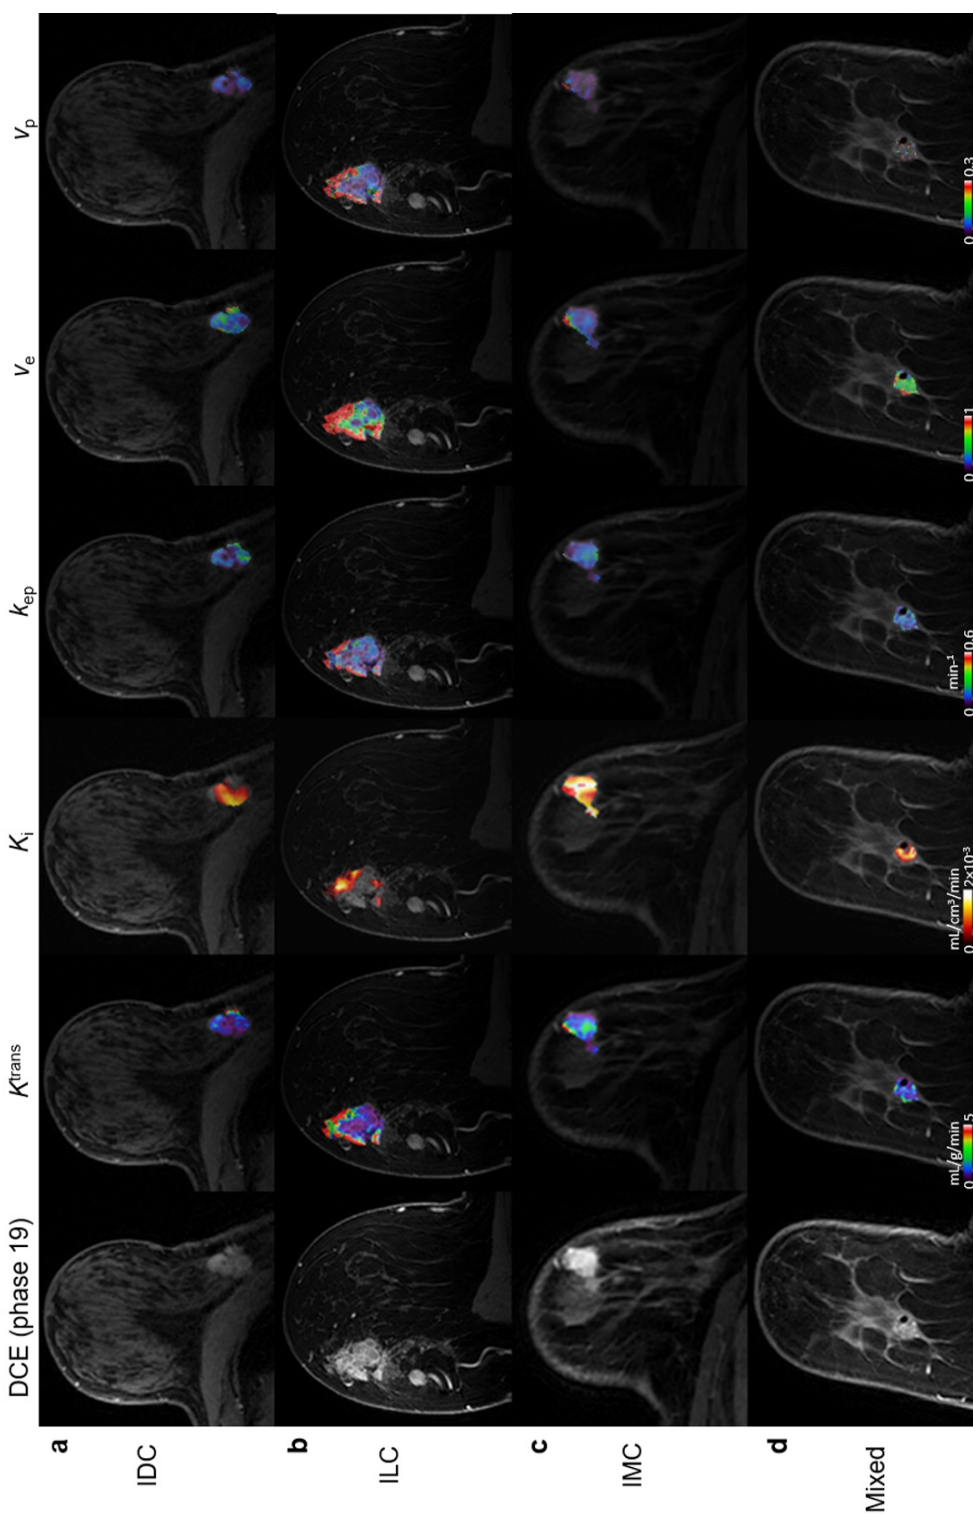 DCE (phase 19)
Kᵗʳᵃⁿˢ
Kᵢ
kₑₚ
vₑ
vₚ
a
IDC
b
ILC
c
IMC
d
Mixed
mL/g/min
0 5
mL/cm³/min
0 2×10⁻³
min⁻¹
0 0.6
0 1
0 0.3